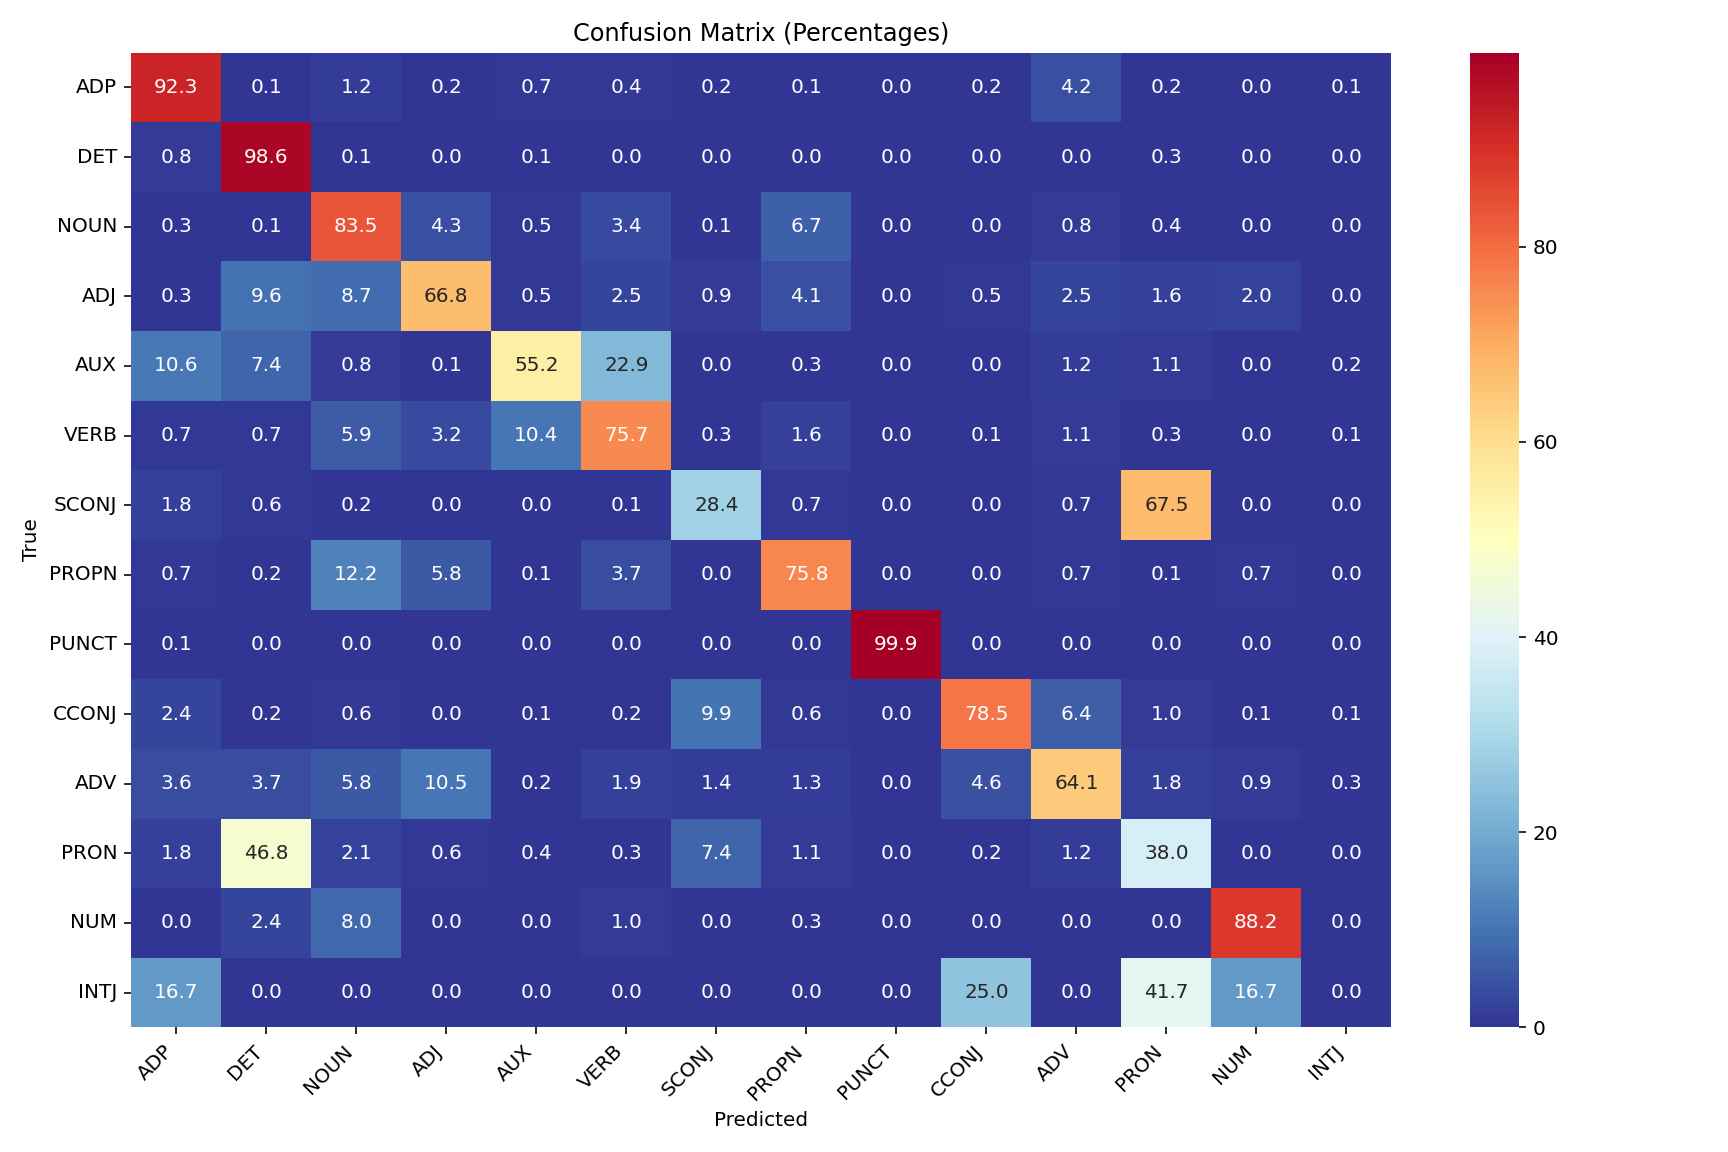 Confusion Matrix (Percentages)
ADP 92.3 0.1 1.2 0.2 0.7 0.4 0.2 0.1 0.0 0.2 4.2 0.2 0.0 0.1
DET 0.8 98.6 0.1 0.0 0.1 0.0 0.0 0.0 0.0 0.0 0.0 0.3 0.0 0.0
NOUN 0.3 0.1 83.5 4.3 0.5 3.4 0.1 6.7 0.0 0.0 0.8 0.4 0.0 0.0
ADJ 0.3 9.6 8.7 66.8 0.5 2.5 0.9 4.1 0.0 0.5 2.5 1.6 2.0 0.0
AUX 10.6 7.4 0.8 0.1 55.2 22.9 0.0 0.3 0.0 0.0 1.2 1.1 0.0 0.2
VERB 0.7 0.7 5.9 3.2 10.4 75.7 0.3 1.6 0.0 0.1 1.1 0.3 0.0 0.1
SCONJ 1.8 0.6 0.2 0.0 0.0 0.1 28.4 0.7 0.0 0.0 0.7 67.5 0.0 0.0
PROPN 0.7 0.2 12.2 5.8 0.1 3.7 0.0 75.8 0.0 0.0 0.7 0.1 0.7 0.0
PUNCT 0.1 0.0 0.0 0.0 0.0 0.0 0.0 0.0 99.9 0.0 0.0 0.0 0.0 0.0
CCONJ 2.4 0.2 0.6 0.0 0.1 0.2 9.9 0.6 0.0 78.5 6.4 1.0 0.1 0.1
ADV 3.6 3.7 5.8 10.5 0.2 1.9 1.4 1.3 0.0 4.6 64.1 1.8 0.9 0.3
PRON 1.8 46.8 2.1 0.6 0.4 0.3 7.4 1.1 0.0 0.2 1.2 38.0 0.0 0.0
NUM 0.0 2.4 8.0 0.0 0.0 1.0 0.0 0.3 0.0 0.0 0.0 0.0 88.2 0.0
INTJ 16.7 0.0 0.0 0.0 0.0 0.0 0.0 0.0 0.0 25.0 0.0 41.7 16.7 0.0
ADP DET NOUN ADJ AUX VERB SCONJ PROPN PUNCT CCONJ ADV PRON NUM INTJ
Predicted
True
80
60
40
20
0